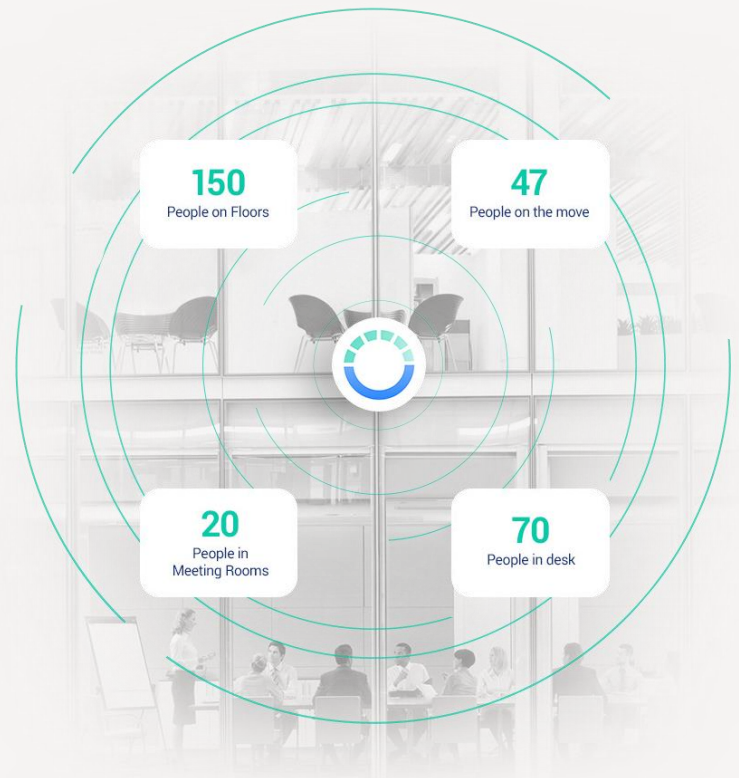 150
People on Floors
47
People on the move
20
People in
Meeting Rooms
70
People in desk